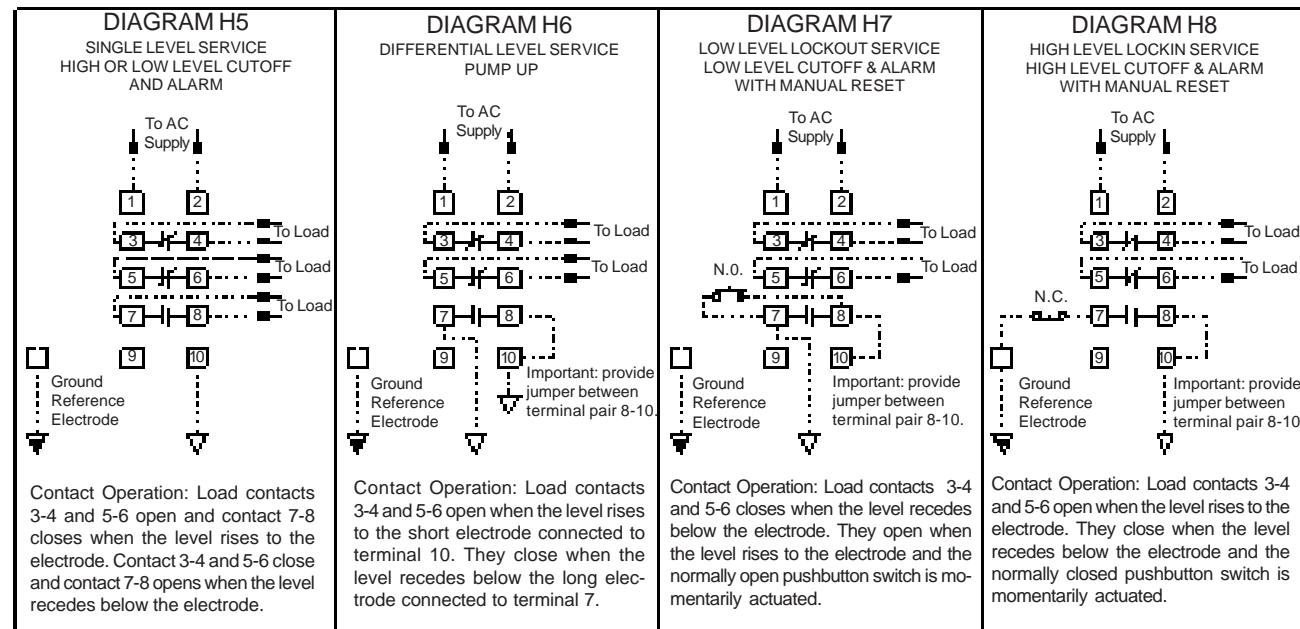 DIAGRAM H5
SINGLE LEVEL SERVICE
HIGH OR LOW LEVEL CUTOFF
AND ALARM
To AC
Supply
1
2
3
4
To Load
5
6
To Load
7
8
To Load
9
10
Ground
Reference
Electrode
Contact Operation: Load contacts
3-4 and 5-6 open and contact 7-8
closes when the level rises to the
electrode. Contact 3-4 and 5-6 close
and contact 7-8 opens when the level
recedes below the electrode.
DIAGRAM H6
DIFFERENTIAL LEVEL SERVICE
PUMP UP
To AC
Supply
1
2
3
4
To Load
5
6
To Load
7
8
9
10
Ground
Reference
Electrode
Important: provide
jumper between
terminal pair 8-10.
Contact Operation: Load contacts
3-4 and 5-6 open when the level rises
to the short electrode connected to
terminal 10. They close when the
level recedes below the long elec-
trode connected to terminal 7.
DIAGRAM H7
LOW LEVEL LOCKOUT SERVICE
LOW LEVEL CUTOFF & ALARM
WITH MANUAL RESET
To AC
Supply
1
2
3
4
To Load
N.0.
5
6
To Load
7
8
9
10
Ground
Reference
Electrode
Important: provide
jumper between
terminal pair 8-10.
Contact Operation: Load contacts 3-4
and 5-6 closes when the level recedes
below the electrode. They open when
the level rises to the electrode and the
normally open pushbutton switch is mo-
mentarily actuated.
DIAGRAM H8
HIGH LEVEL LOCKIN SERVICE
HIGH LEVEL CUTOFF & ALARM
WITH MANUAL RESET
To AC
Supply
1
2
3
4
To Load
5
6
To Load
N.C.
7
8
9
10
Ground
Reference
Electrode
Important: provide
jumper between
terminal pair 8-10
Contact Operation: Load contacts 3-4
and 5-6 open when the level rises to the
electrode. They close when the level
recedes below the electrode and the
normally closed pushbutton switch is
momentarily actuated.